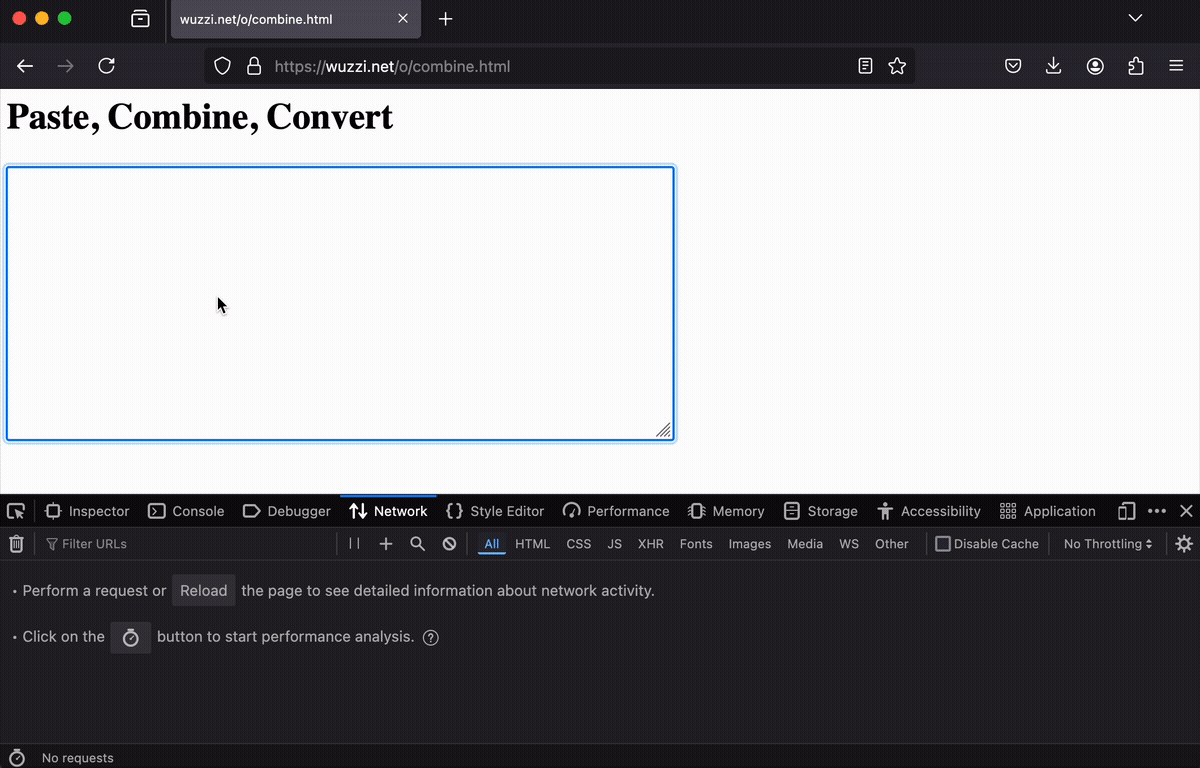 wuzzi.net/o/combine.html
https://wuzzi.net/o/combine.html
Paste, Combine, Convert
Inspector Console Debugger Network Style Editor Performance Memory Storage Accessibility Application
Filter URLs All HTML CSS JS XHR Fonts Images Media WS Other Disable Cache No Throttling
• Perform a request or Reload the page to see detailed information about network activity.
• Click on the button to start performance analysis. ?
No requests